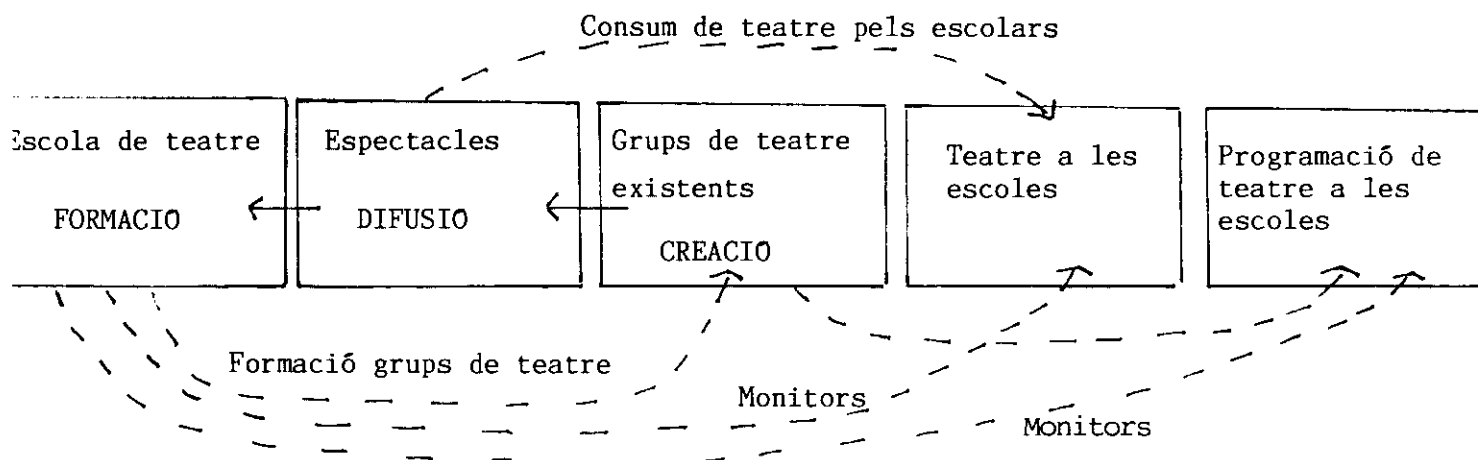 Consum de teatre pels escolars
Escola de teatre
FORMACIO
Espectacles
DIFUSIO
Grups de teatre
existents
CREACIO
Teatre a les
escoles
Programació de
teatre a les
escoles
Formació grups de teatre
Monitors
Monitors